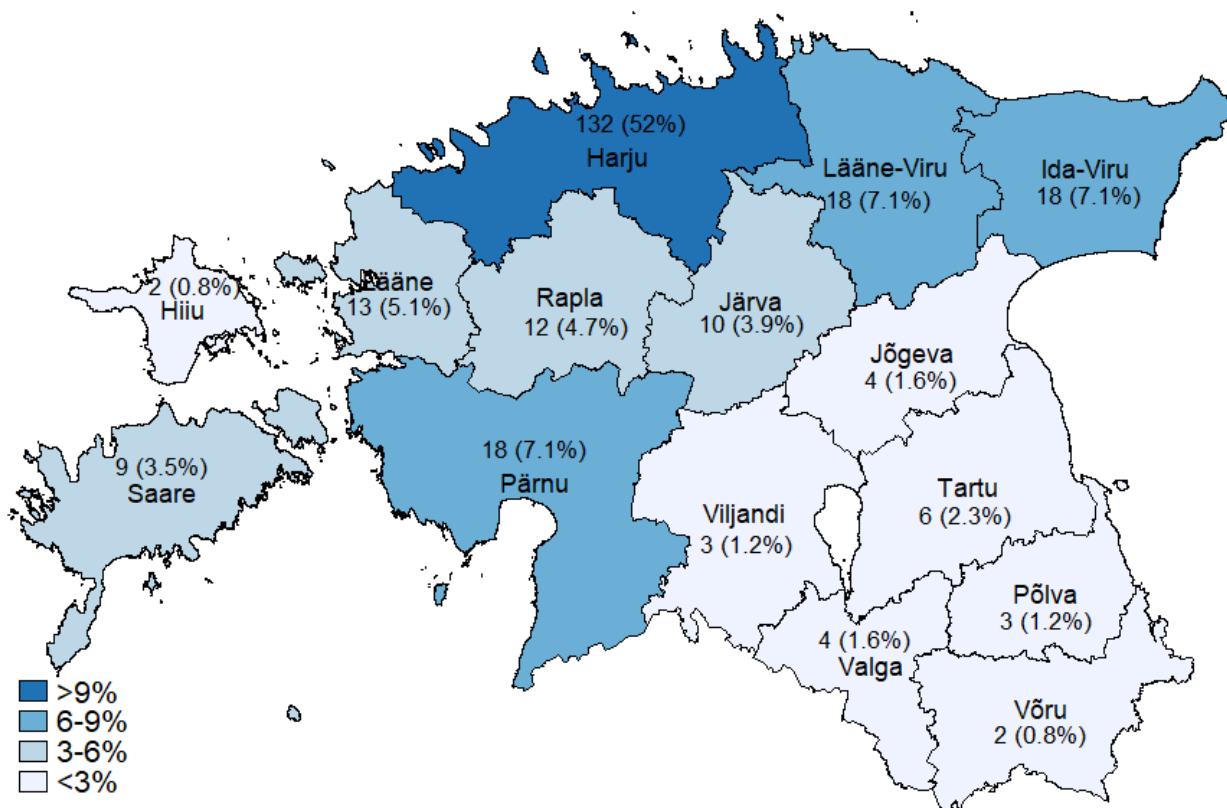 132 (52%)
Harju
Lääne-Viru
18 (7.1%)
Ida-Viru
18 (7.1%)
2 (0.8%)
Hiiu
Lääne
13 (5.1%)
Rapla
12 (4.7%)
Järva
10 (3.9%)
Jõgeva
4 (1.6%)
9 (3.5%)
Saare
18 (7.1%)
Pärnu
Viljandi
3 (1.2%)
Tartu
6 (2.3%)
Põlva
3 (1.2%)
4 (1.6%)
Valga
Võru
2 (0.8%)
>9%
6-9%
3-6%
<3%